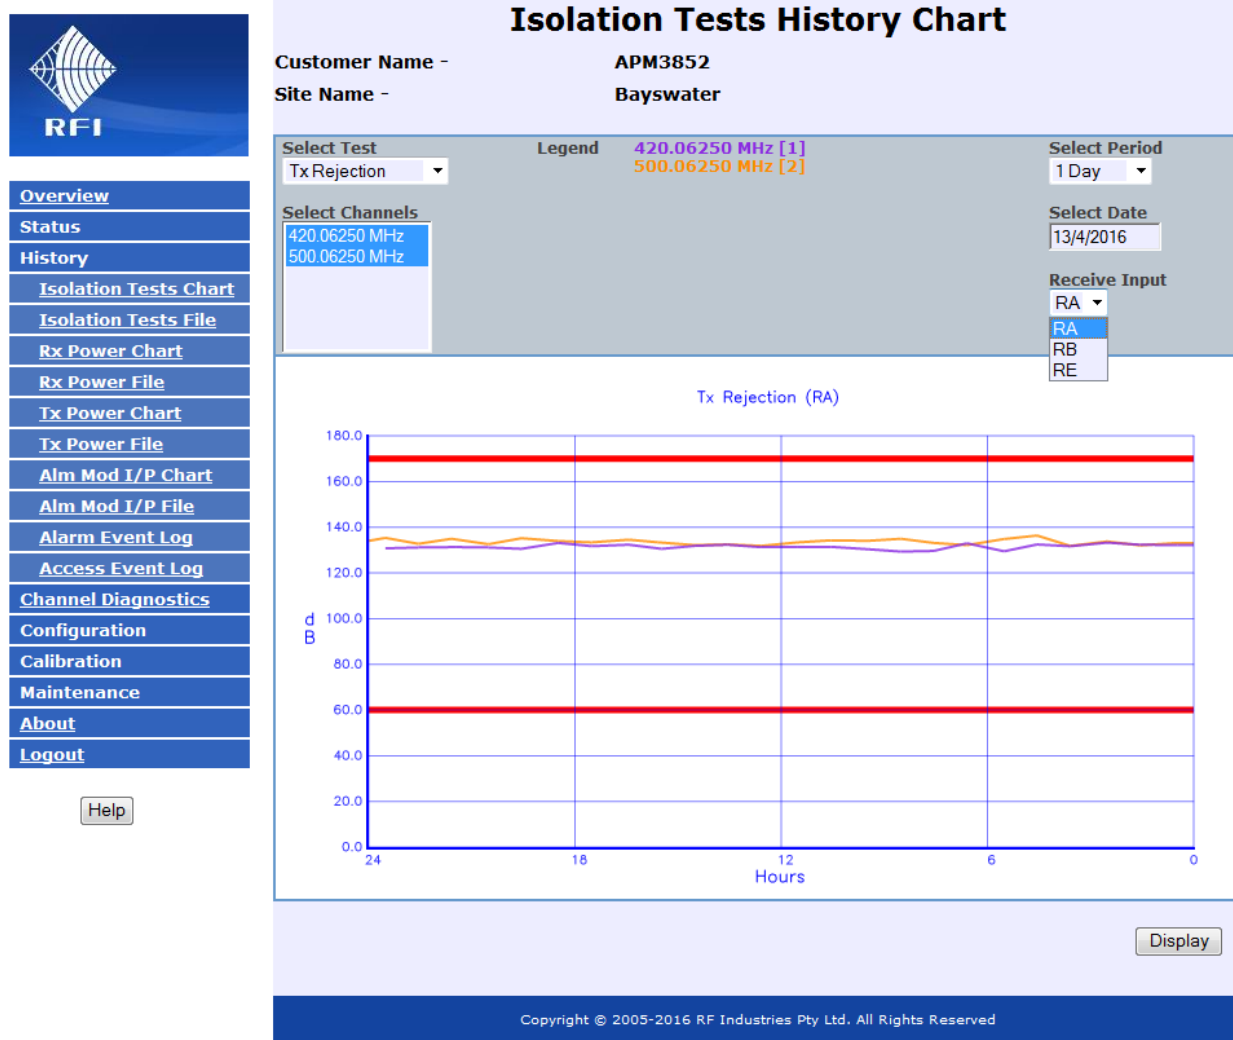 Isolation Tests History Chart
Customer Name - APM3852
Site Name - Bayswater
RFI
Overview
Status
History
Isolation Tests Chart
Isolation Tests File
Rx Power Chart
Rx Power File
Tx Power Chart
Tx Power File
Alm Mod I/P Chart
Alm Mod I/P File
Alarm Event Log
Access Event Log
Channel Diagnostics
Configuration
Calibration
Maintenance
About
Logout
Help
Select Test
Tx Rejection
Select Channels
420.06250 MHz
500.06250 MHz
Legend 420.06250 MHz [1]
500.06250 MHz [2]
Select Period
1 Day
Select Date
13/4/2016
Receive Input
RA
RA
RB
RE
Tx Rejection (RA)
180.0
160.0
140.0
120.0
100.0
80.0
60.0
40.0
20.0
0.0
d
B
24 18 12 6 0
Hours
Display
Copyright © 2005-2016 RF Industries Pty Ltd. All Rights Reserved